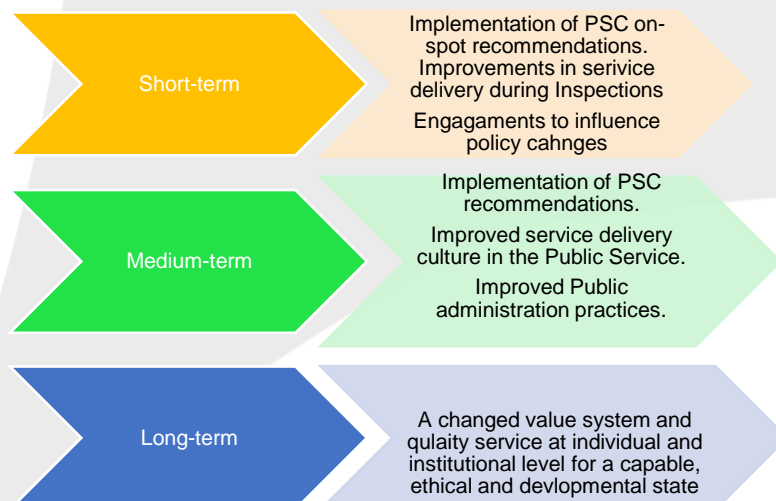 Short-term
Implementation of PSC on-
spot recommendations.
Improvements in serivice
delivery during Inspections
Engagaments to influence
policy cahnges
Medium-term
Implementation of PSC
recommendations.
Improved service delivery
culture in the Public Service.
Improved Public
administration practices.
Long-term
A changed value system and
qulaity service at individual and
institutional level for a capable,
ethical and devlopmental state